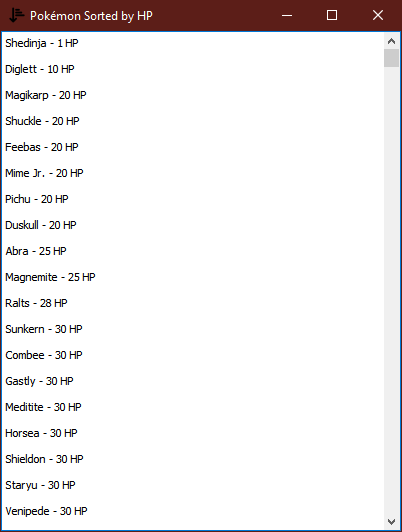 Pokémon Sorted by HP
Shedinja - 1 HP
Diglett - 10 HP
Magikarp - 20 HP
Shuckle - 20 HP
Feebas - 20 HP
Mime Jr. - 20 HP
Pichu - 20 HP
Duskull - 20 HP
Abra - 25 HP
Magnemite - 25 HP
Ralts - 28 HP
Sunkern - 30 HP
Combee - 30 HP
Gastly - 30 HP
Meditite - 30 HP
Horsea - 30 HP
Shieldon - 30 HP
Staryu - 30 HP
Venipede - 30 HP